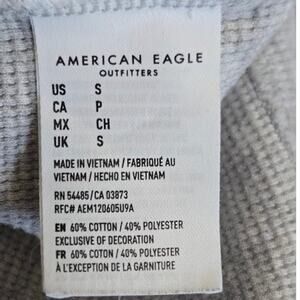 AMERICAN EAGLE
OUTFITTERS
US S
CA P
MX CH
UK S
MADE IN VIETNAM / FABRIQUÉ AU
VIETNAM / HECHO EN VIETNAM
RN 54485 / CA 03873
RFC# AEM120605U9A
EN 60% COTTON / 40% POLYESTER
EXCLUSIVE OF DECORATION
FR 60% COTON / 40% POLYESTER
À L'EXCEPTION DE LA GARNITURE